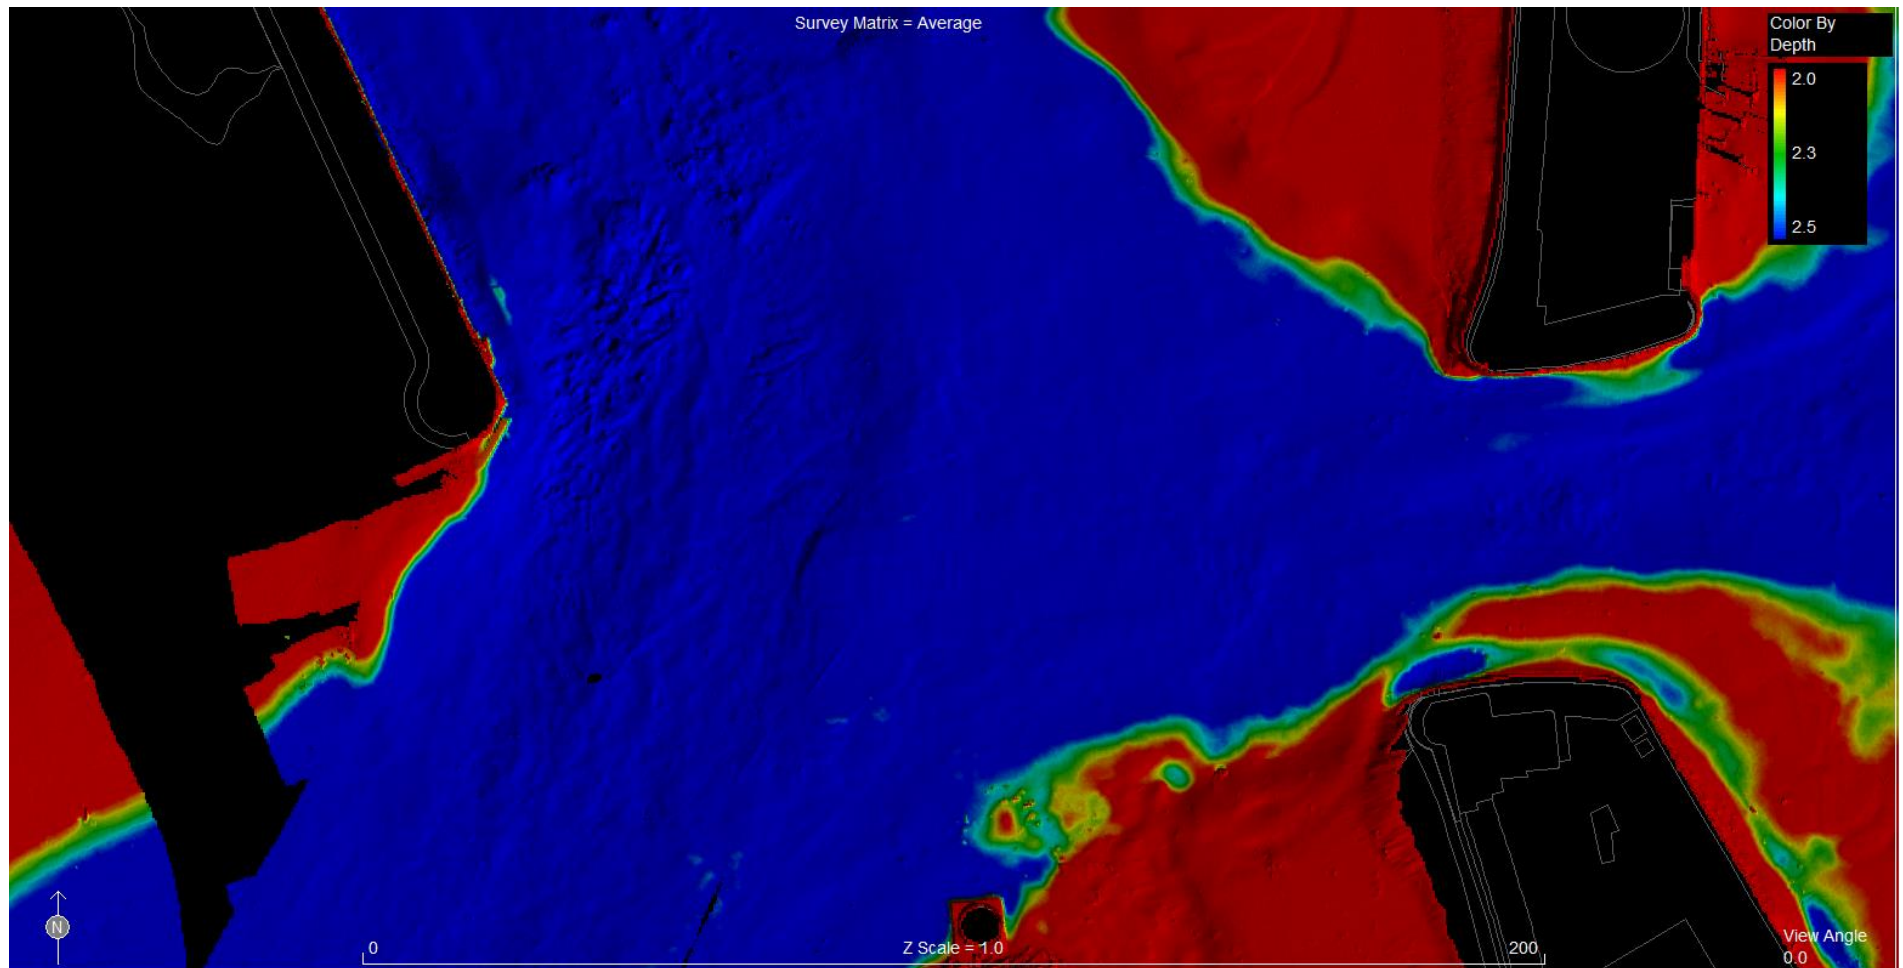 Survey Matrix = Average
Color By
Depth
2.0
2.3
2.5
N
0
Z Scale = 1.0
200
View Angle
0.0